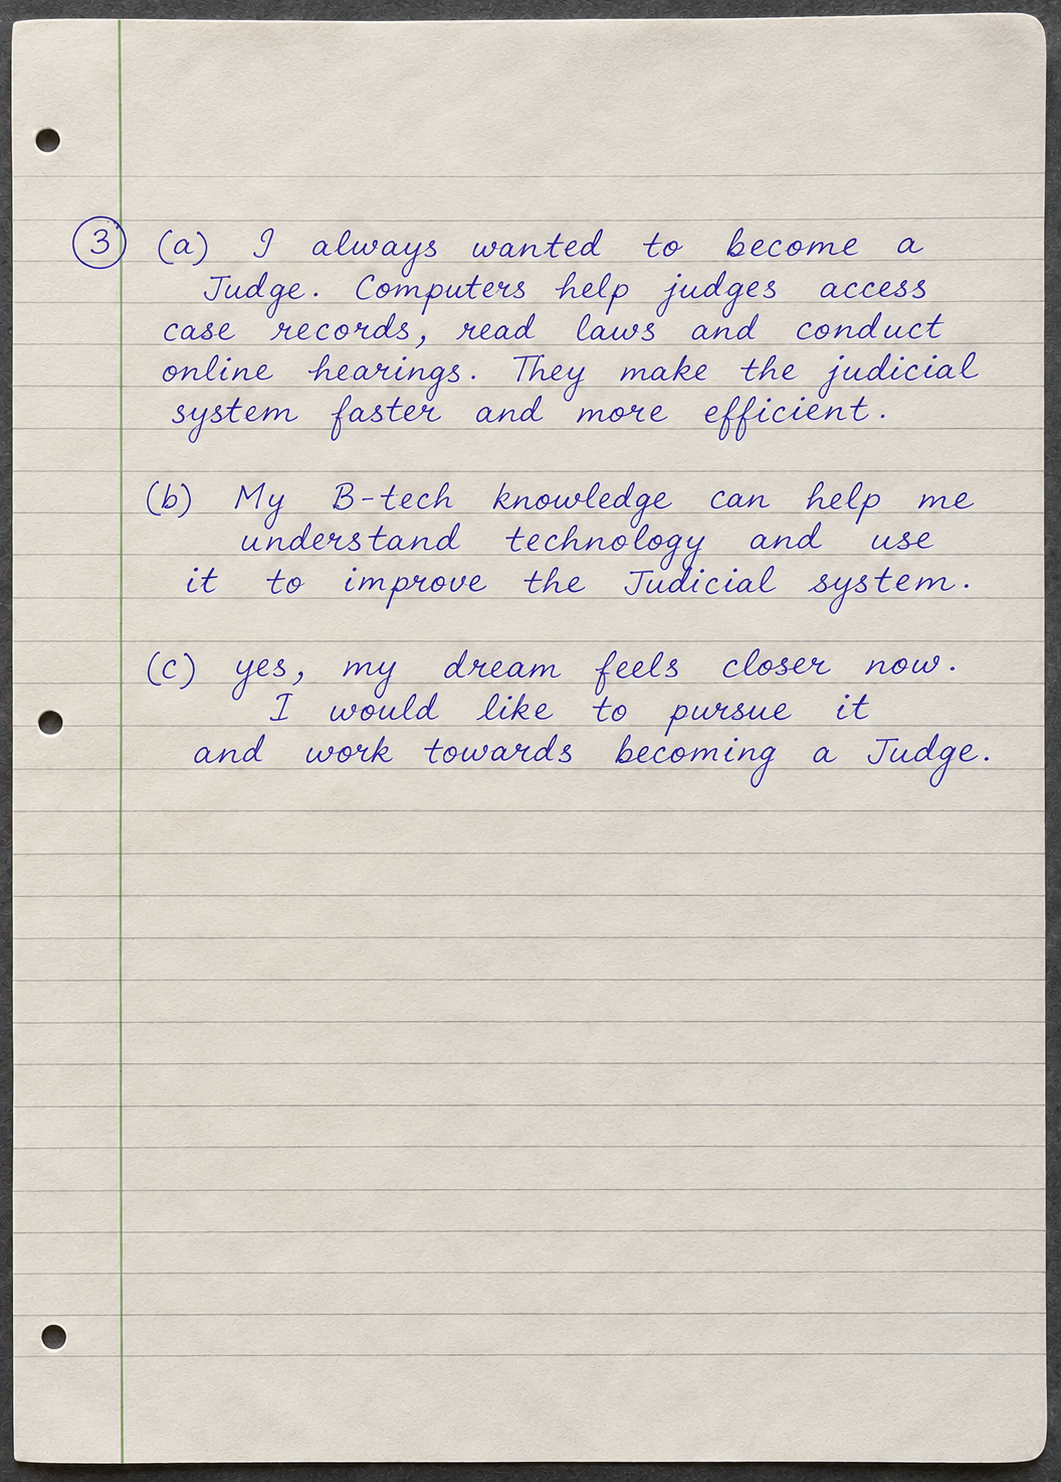 3 (a) I always wanted to become a
Judge. Computers help judges access
case records, read laws and conduct
online hearings. They make the judicial
system faster and more efficient.
(b) My B-tech knowledge can help me
understand technology and use
it to improve the Judicial system.
(c) yes, my dream feels closer now.
I would like to pursue it
and work towards becoming a Judge.